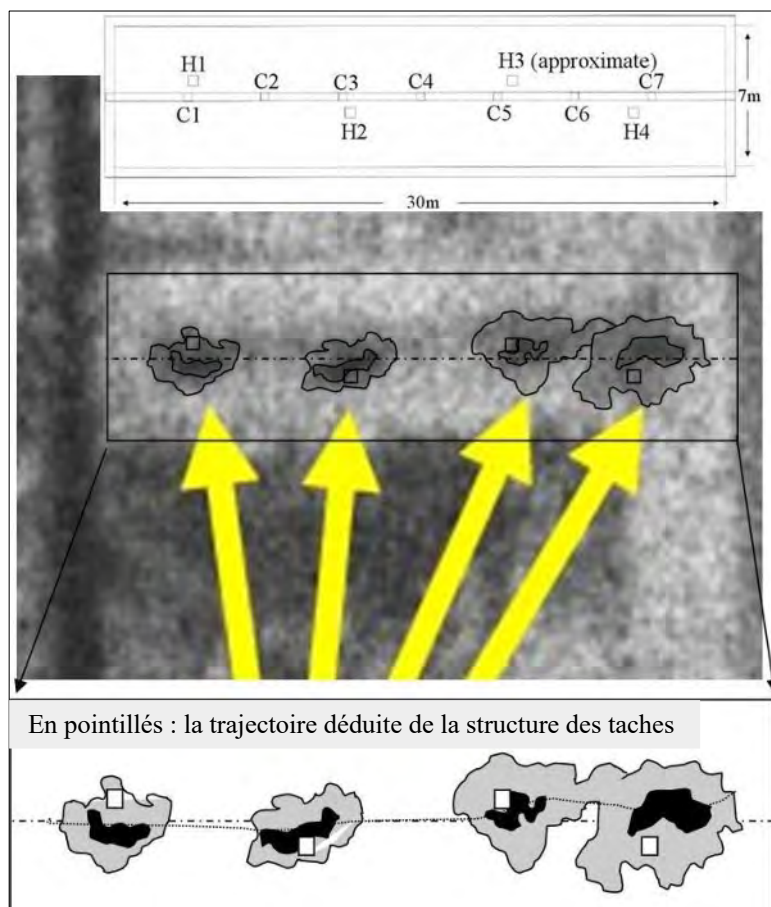 H1 H3 (approximate)
C2 C3 C4 C7
7m
C1 H2 C5 C6 H4
30m
En pointillés : la trajectoire déduite de la structure des taches